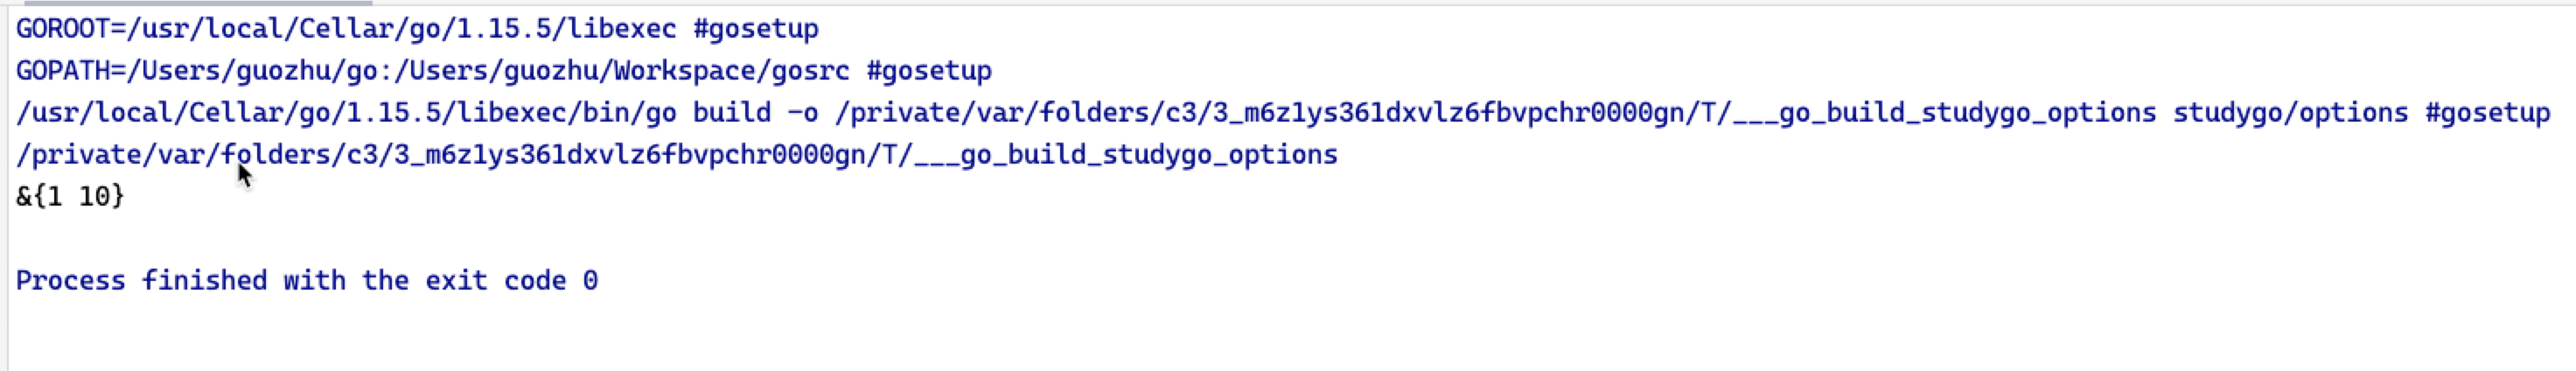 GOROOT=/usr/local/Cellar/go/1.15.5/libexec #gosetup
GOPATH=/Users/guozhu/go:/Users/guozhu/Workspace/gosrc #gosetup
/usr/local/Cellar/go/1.15.5/libexec/bin/go build -o /private/var/folders/c3/3_m6z1ys361dxvlz6fbvpchr0000gn/T/___go_build_studygo_options studygo/options #gosetup
/private/var/folders/c3/3_m6z1ys361dxvlz6fbvpchr0000gn/T/___go_build_studygo_options
&{1 10}
Process finished with the exit code 0